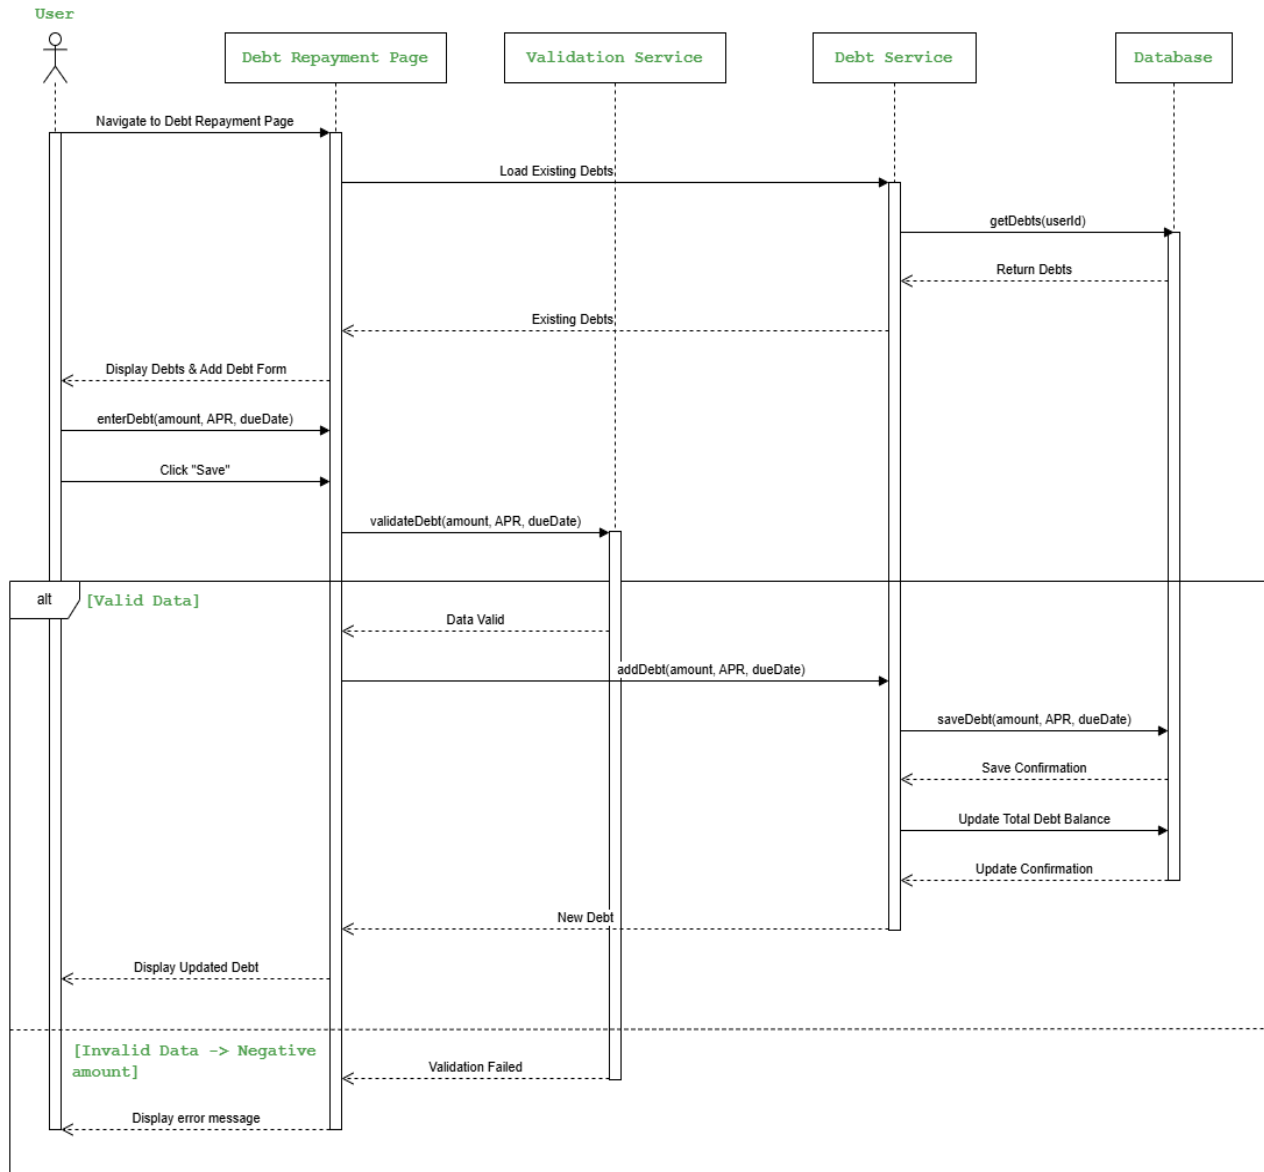 User
Debt Repayment Page
Validation Service
Debt Service
Database
Navigate to Debt Repayment Page
Load Existing Debts
getDebts(userId)
Return Debts
Existing Debts
Display Debts & Add Debt Form
enterDebt(amount, APR, dueDate)
Click "Save"
validateDebt(amount, APR, dueDate)
alt
[Valid Data]
Data Valid
addDebt(amount, APR, dueDate)
saveDebt(amount, APR, dueDate)
Save Confirmation
Update Total Debt Balance
Update Confirmation
New Debt
Display Updated Debt
[Invalid Data -> Negative
amount]
Validation Failed
Display error message